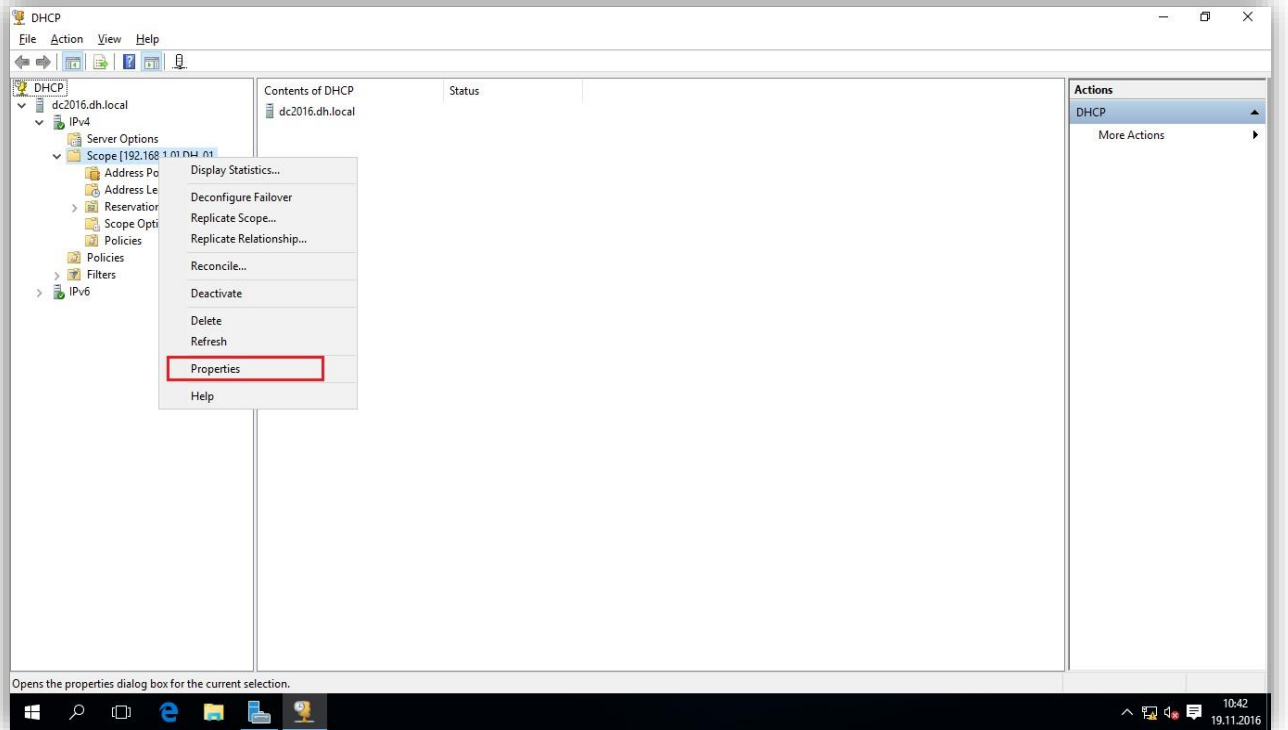 DHCP
File Action View Help
DHCP
dc2016.dh.local
IPv4
Server Options
Scope [192.168.1.0] DH_01
Address Po
Address Le
Reservation
Scope Opti
Policies
Policies
Filters
IPv6
Contents of DHCP Status
dc2016.dh.local
Display Statistics...
Deconfigure Failover
Replicate Scope...
Replicate Relationship...
Reconcile...
Deactivate
Delete
Refresh
Properties
Help
Actions
DHCP
More Actions
Opens the properties dialog box for the current selection.
10:42
19.11.2016